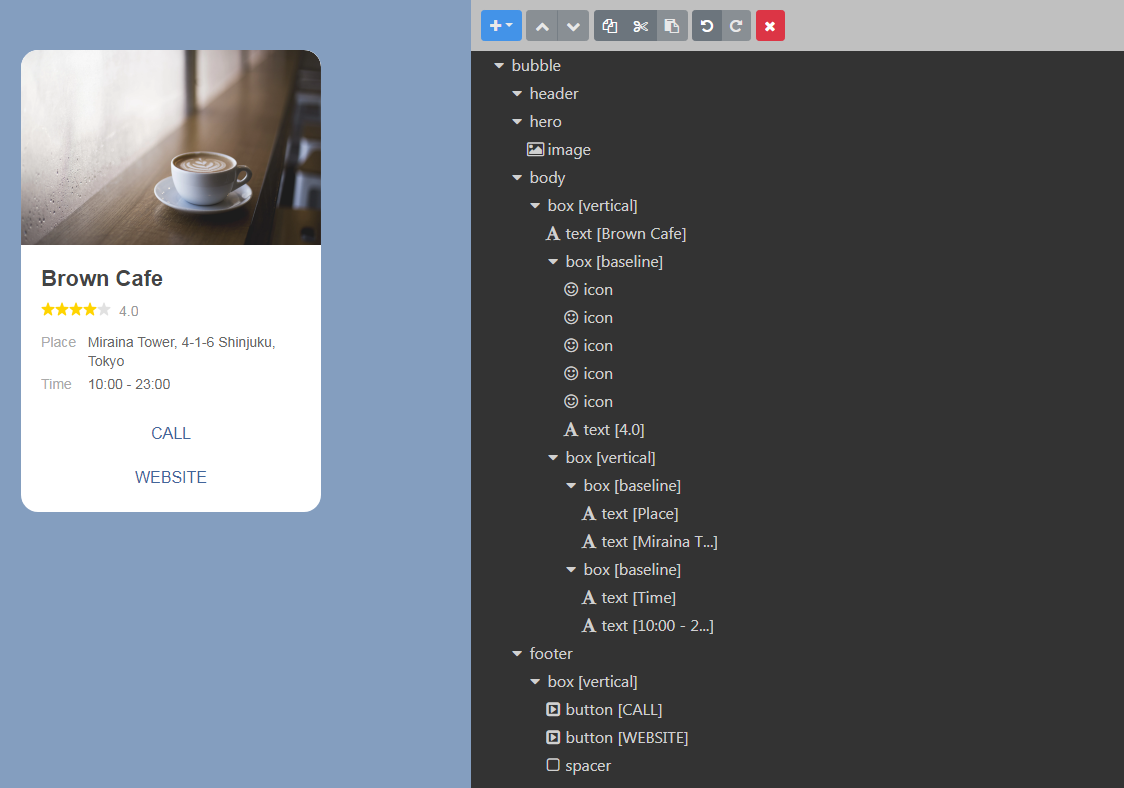 Brown Cafe
4.0
Place Miraina Tower, 4-1-6 Shinjuku,
Tokyo
Time 10:00 - 23:00
CALL
WEBSITE
bubble
header
hero
image
body
box [vertical]
text [Brown Cafe]
box [baseline]
icon
icon
icon
icon
icon
text [4.0]
box [vertical]
box [baseline]
text [Place]
text [Miraina T...]
box [baseline]
text [Time]
text [10:00 - 2...]
footer
box [vertical]
button [CALL]
button [WEBSITE]
spacer